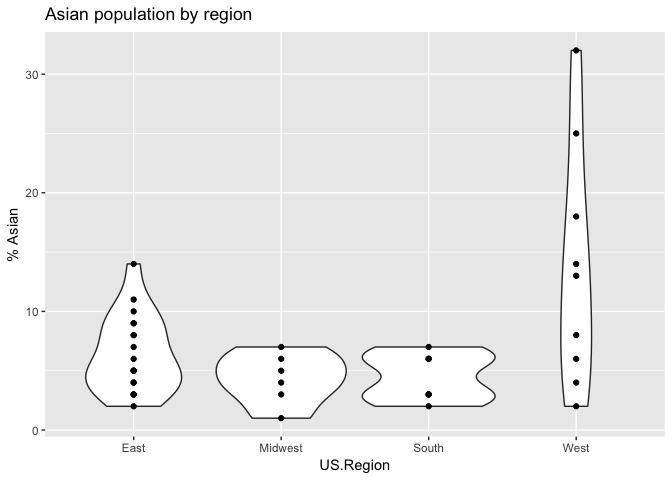 Asian population by region
30
20
10
0
% Asian
East Midwest South West
US.Region